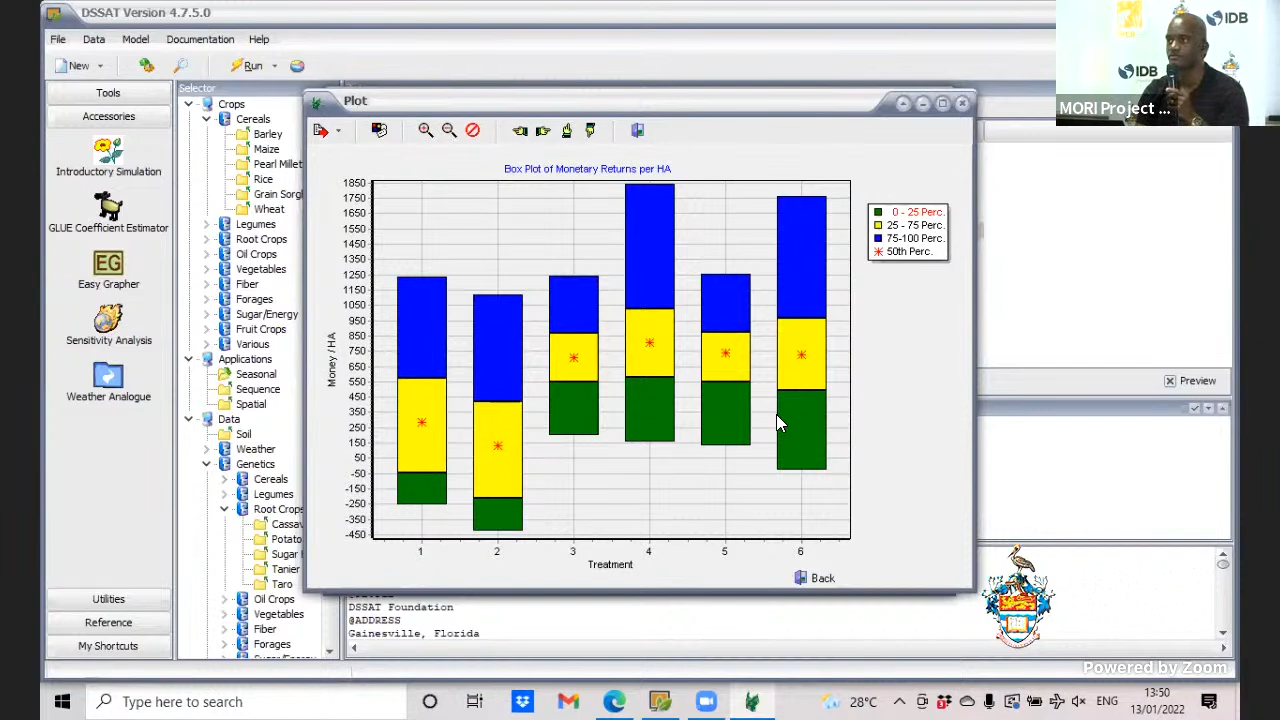 DSSAT Version 4.7.5.0
File Data Model Documentation Help
New Run
Tools
Accessories
Introductory Simulation
GLUE Coefficient Estimator
EG
Easy Grapher
Sensitivity Analysis
Weather Analogue
Utilities
Reference
My Shortcuts
Selector
Crops
Cereals
Barley
Maize
Pearl Millet
Rice
Grain Sorgh
Wheat
Legumes
Root Crops
Oil Crops
Vegetables
Fiber
Forages
Sugar/Energy
Fruit Crops
Various
Applications
Seasonal
Sequence
Spatial
Data
Soil
Weather
Genetics
Cereals
Legumes
Root Crops
Cassav
Potato
Sugar
Tanier
Taro
Oil Crops
Vegetables
Fiber
Forages
Sugar/Energy
Plot
Box Plot of Monetary Returns per HA
1850
1750
1650
1550
1450
1350
1250
1150
1050
950
850
750
650
550
450
350
250
150
50
-50
-150
-250
-350
-450
Money / HA
1 2 3 4 5 6
Treatment
0 - 25 Perc.
25 - 75 Perc.
75-100 Perc.
50th Perc.
Back
Preview
DSSAT Foundation
@ADDRESS
Gainesville, Florida
IDB
IDB
MORI Project ...
Powered by Zoom
Type here to search
28°C
ENG
13:50
13/01/2022